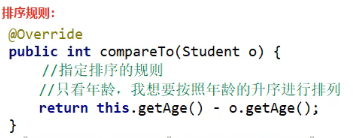 排序规则：
@Override
public int compareTo(Student o) {
//指定排序的规则
//只看年龄，我想要按照年龄的升序进行排列
return this.getAge() - o.getAge();
}